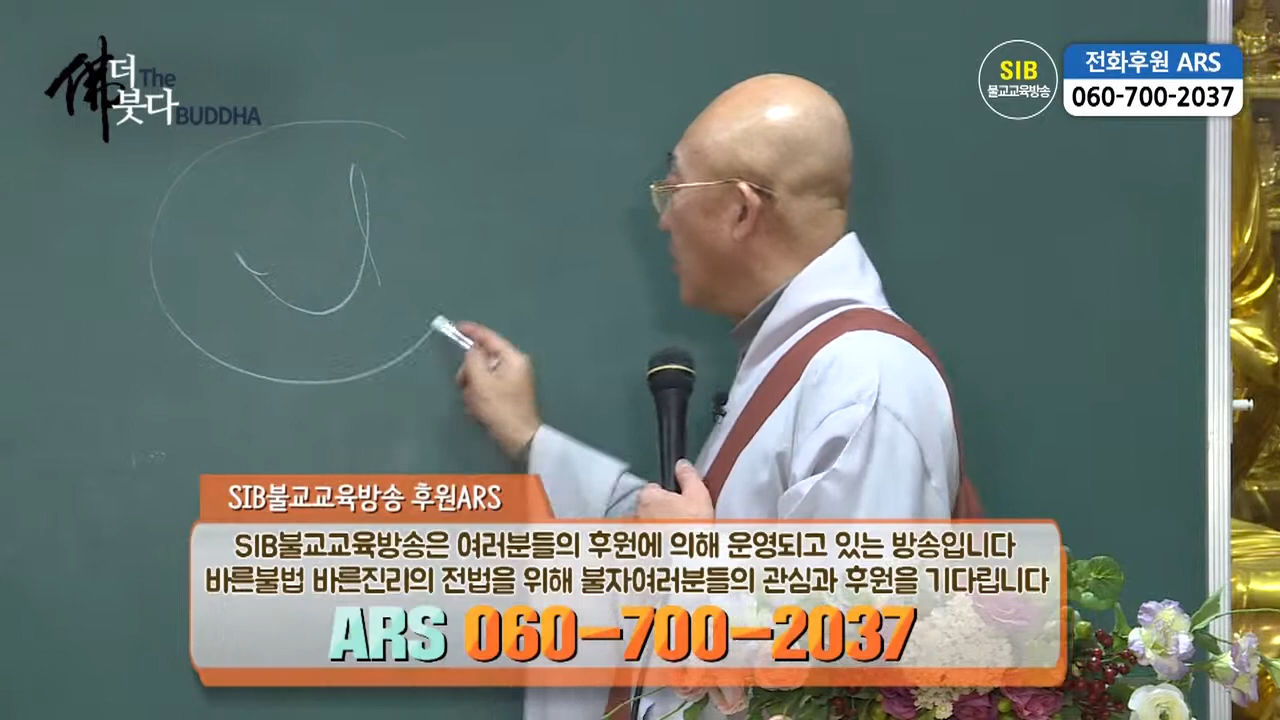 佛
더 The
붓다 BUDDHA
SIB
불교교육방송
전화후원 ARS
060-700-2037
SIB불교교육방송 후원ARS
SIB불교교육방송은 여러분들의 후원에 의해 운영되고 있는 방송입니다
바른불법 바른진리의 전법을 위해 불자여러분들의 관심과 후원을 기다립니다
ARS 060-700-2037